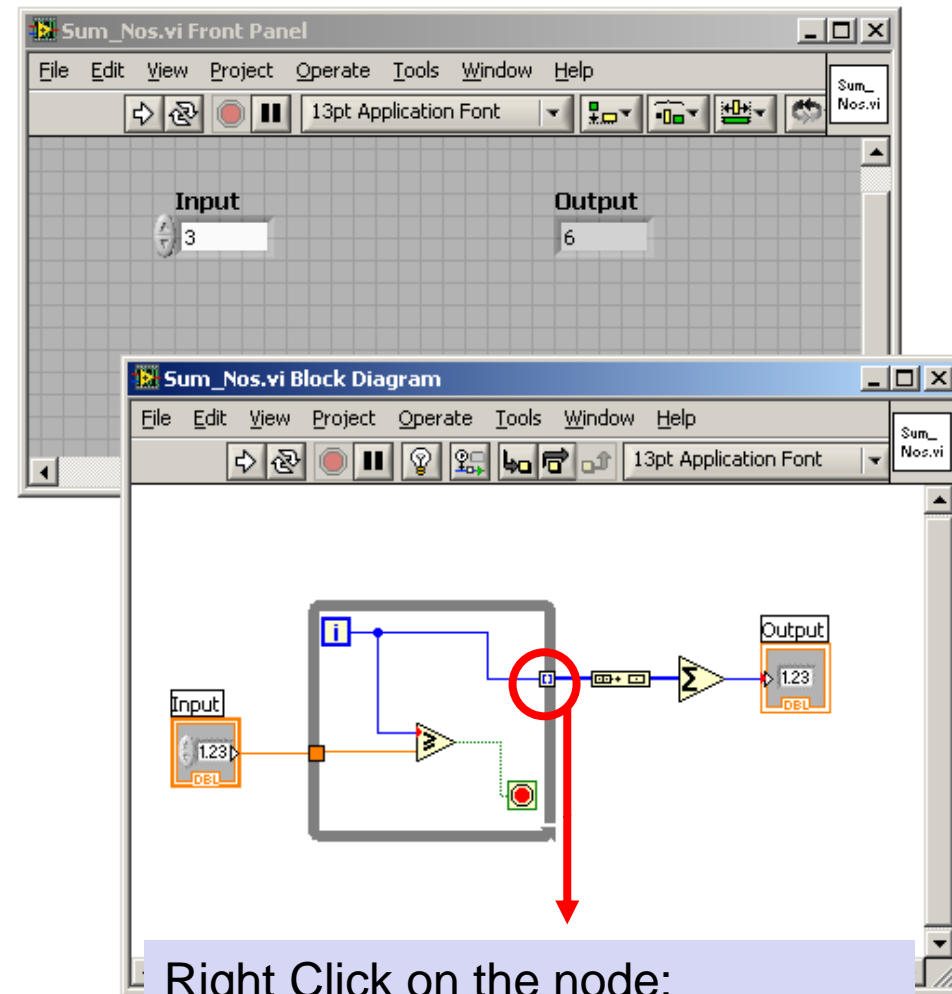 Sum_Nos.vi Front Panel
File Edit View Project Operate Tools Window Help
Sum_
Nos.vi
13pt Application Font
Input
3
Output
6
Sum_Nos.vi Block Diagram
File Edit View Project Operate Tools Window Help
Sum_
Nos.vi
13pt Application Font
i
Output
1.23
DBL
Input
1.23
DBL
≥
Σ
Right Click on the node: